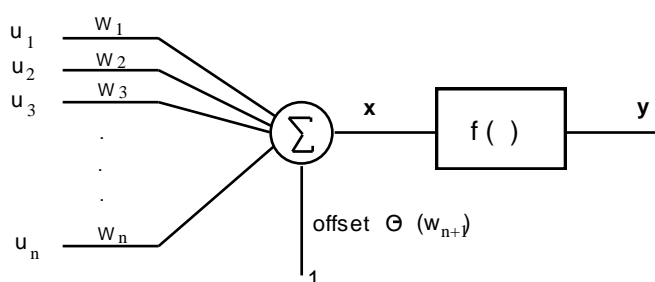 u1 W1
u2 W2
u3 W3
.
.
.
un Wn
Σ
x
f ( )
y
offset Θ (wn+1)
1